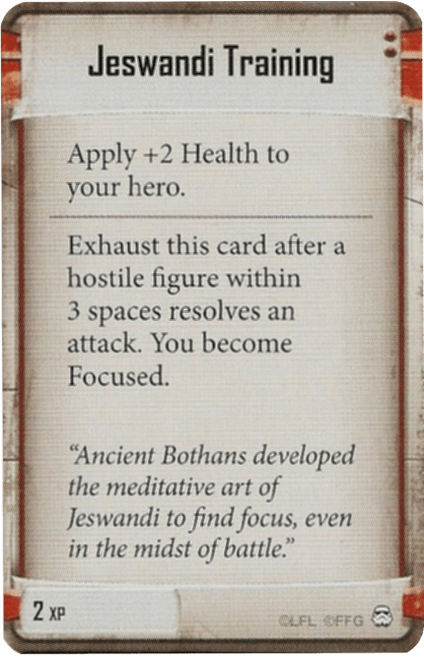 Jeswandi Training
Apply +2 Health to
your hero.
Exhaust this card after a
hostile figure within
3 spaces resolves an
attack. You become
Focused.
“Ancient Bothans developed
the meditative art of
Jeswandi to find focus, even
in the midst of battle.”
2 XP
©LFL ©FFG